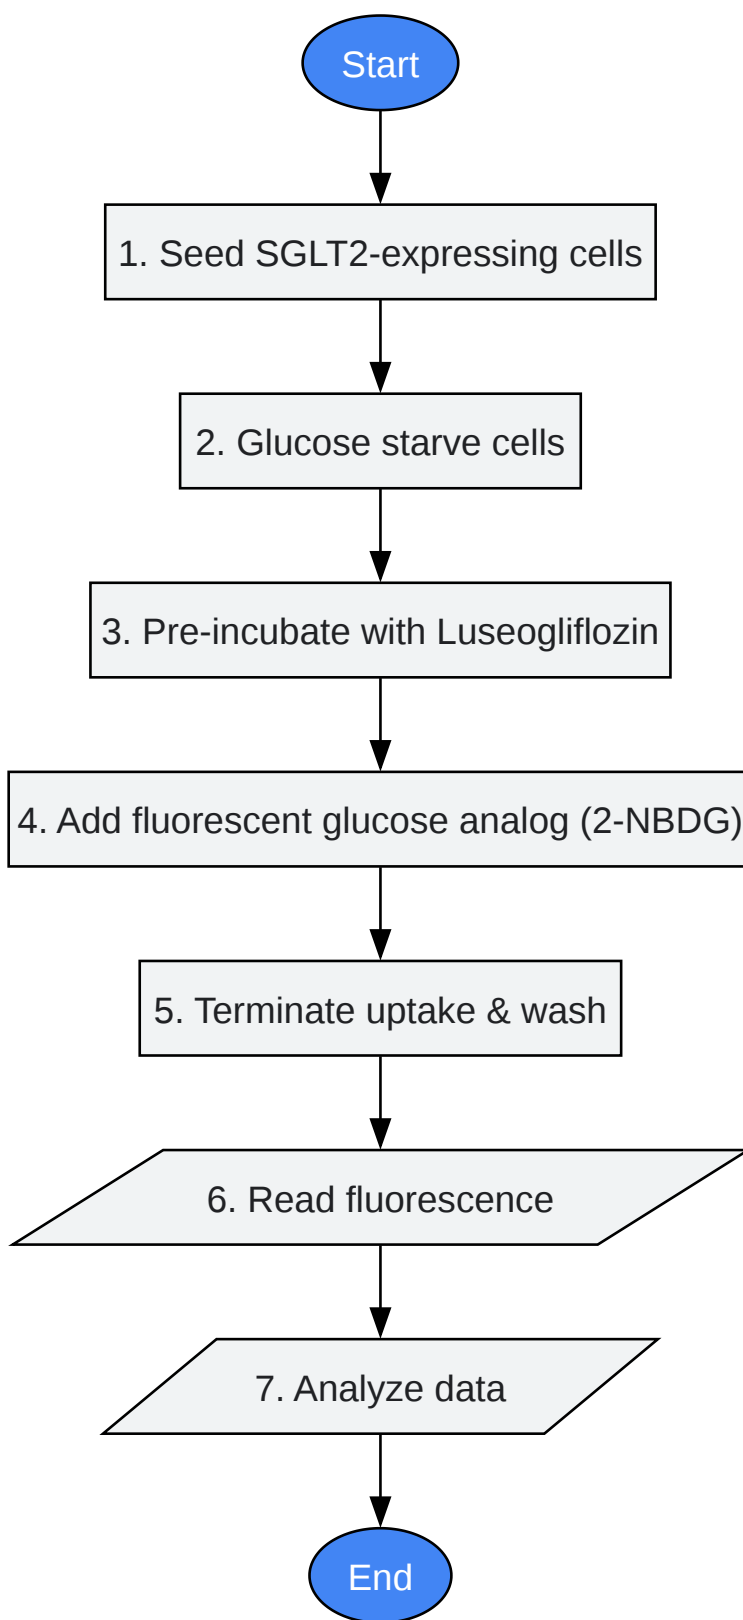 Start
1. Seed SGLT2-expressing cells
2. Glucose starve cells
3. Pre-incubate with Luseogliflozin
4. Add fluorescent glucose analog (2-NBDG)
5. Terminate uptake & wash
6. Read fluorescence
7. Analyze data
End